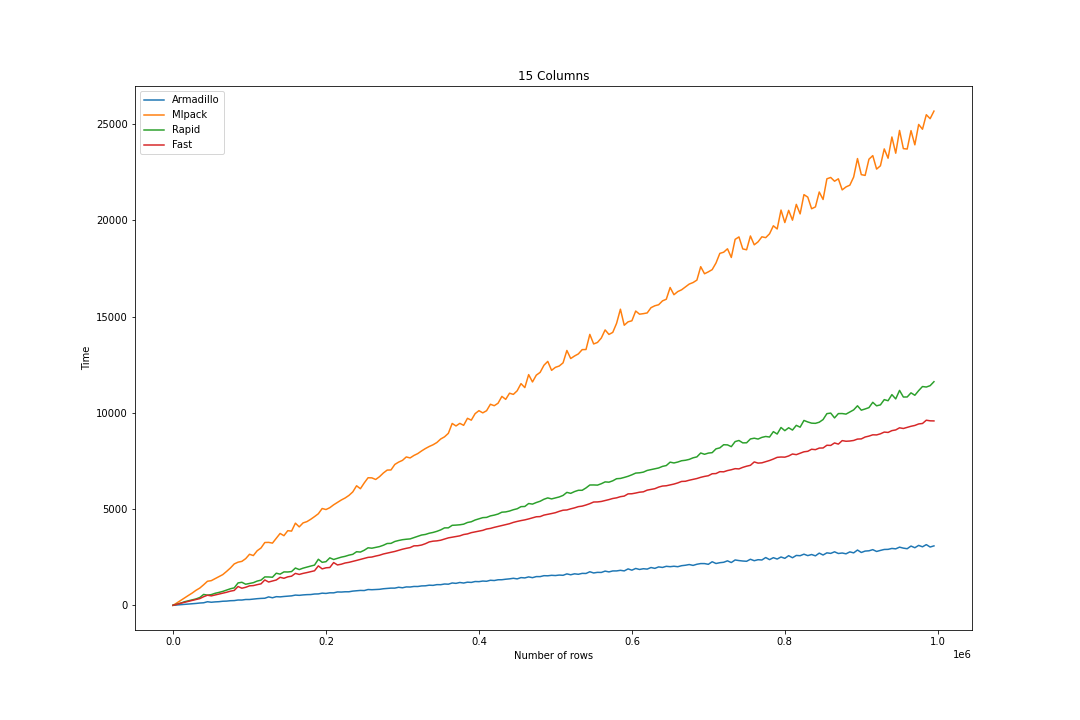 15 Columns
Armadillo
Mlpack
Rapid
Fast
25000
20000
15000
10000
5000
0
Time
0.0 0.2 0.4 0.6 0.8 1.0
1e6
Number of rows